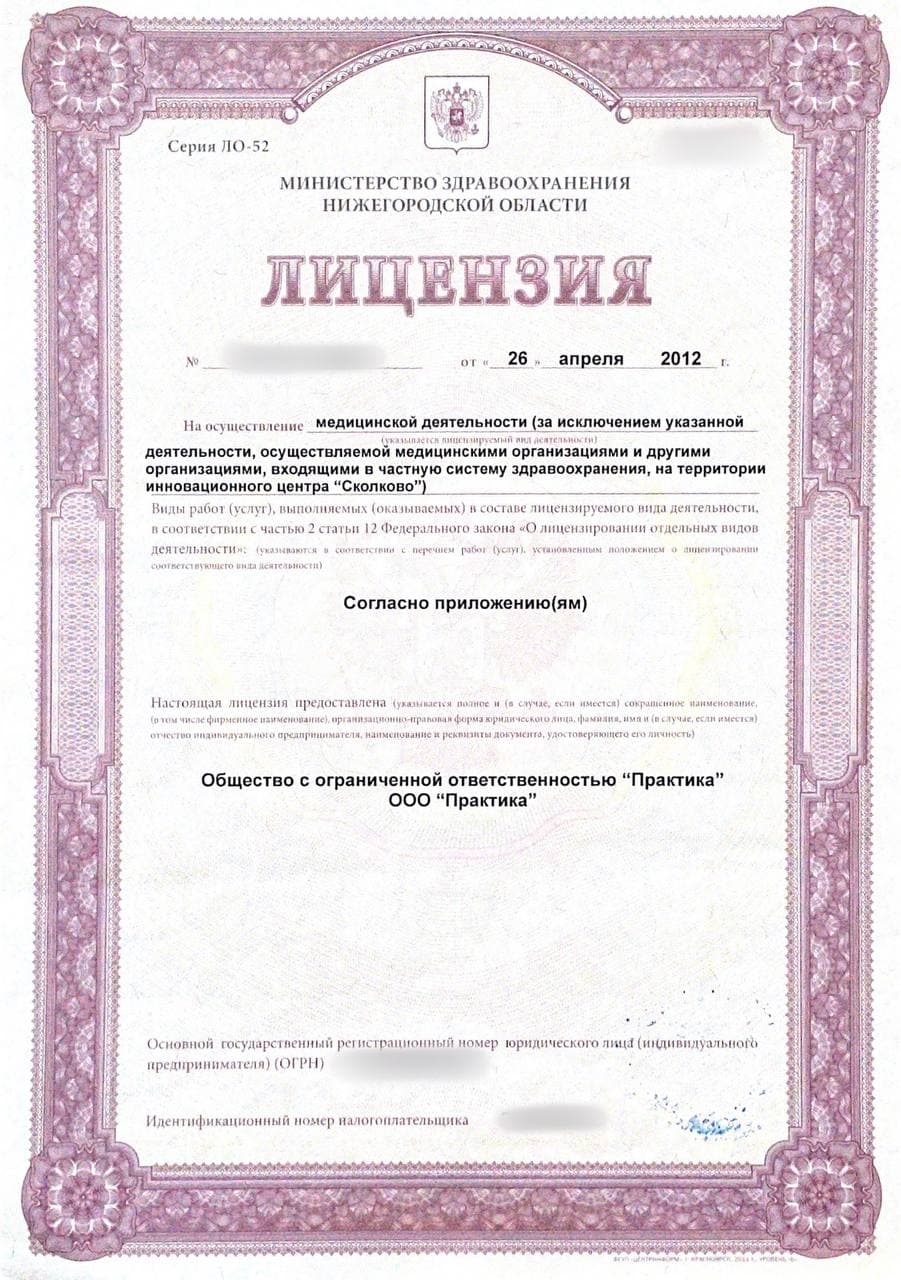 Серия ЛО-52
МИНИСТЕРСТВО ЗДРАВООХРАНЕНИЯ
НИЖЕГОРОДСКОЙ ОБЛАСТИ
ЛИЦЕНЗИЯ
№ от « 26 » апреля 2012 г.
На осуществление медицинской деятельности (за исключением указанной
(указывается лицензируемый вид деятельности)
деятельности, осуществляемой медицинскими организациями и другими
организациями, входящими в частную систему здравоохранения, на территории
инновационного центра “Сколково”)
Виды работ (услуг), выполняемых (оказываемых) в составе лицензируемого вида деятельности,
в соответствии с частью 2 статьи 12 Федерального закона «О лицензировании отдельных видов
деятельности»: (указываются в соответствии с перечнем работ (услуг), установленным положением о лицензировании
соответствующего вида деятельности)
Согласно приложению(ям)
Настоящая лицензия предоставлена (указывается полное и (в случае, если имеется) сокращенное наименование,
(в том числе фирменное наименование), организационно-правовая форма юридического лица, фамилия, имя и (в случае, если имеется)
отчество индивидуального предпринимателя, наименование и реквизиты документа, удостоверяющего его личность)
Общество с ограниченной ответственностью “Практика”
ООО “Практика”
Основной государственный регистрационный номер юридического лица (индивидуального
предпринимателя) (ОГРН)
Идентификационный номер налогоплательщика